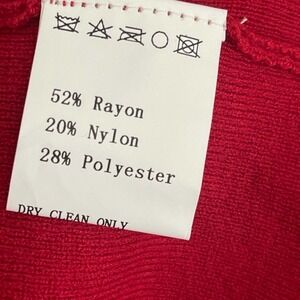 52% Rayon
20% Nylon
28% Polyester
DRY CLEAN ONLY